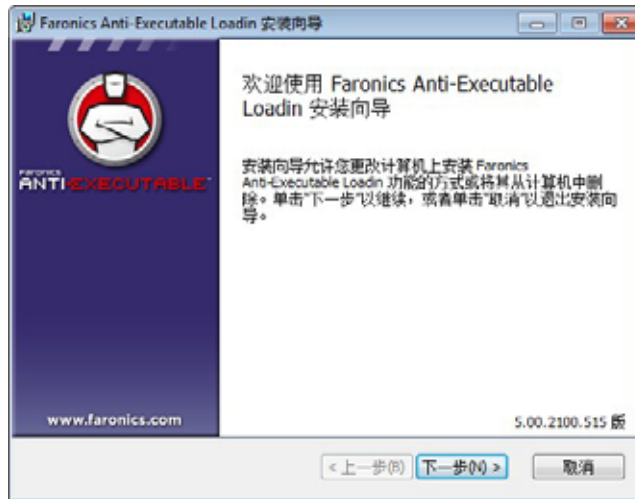 Faronics Anti-Executable Loadin 安装向导
欢迎使用 Faronics Anti-Executable
Loadin 安装向导
安装向导允许您更改计算机上安装 Faronics
Anti-Executable Loadin 功能的方式或将其从计算机中删
除。单击"下一步"以继续，或者单击"取消"以退出安装向
导。
FARONICS
ANTI-EXECUTABLE™
www.faronics.com
5.00.2100.515 版
<上一步(B)
下一步(N) >
取消